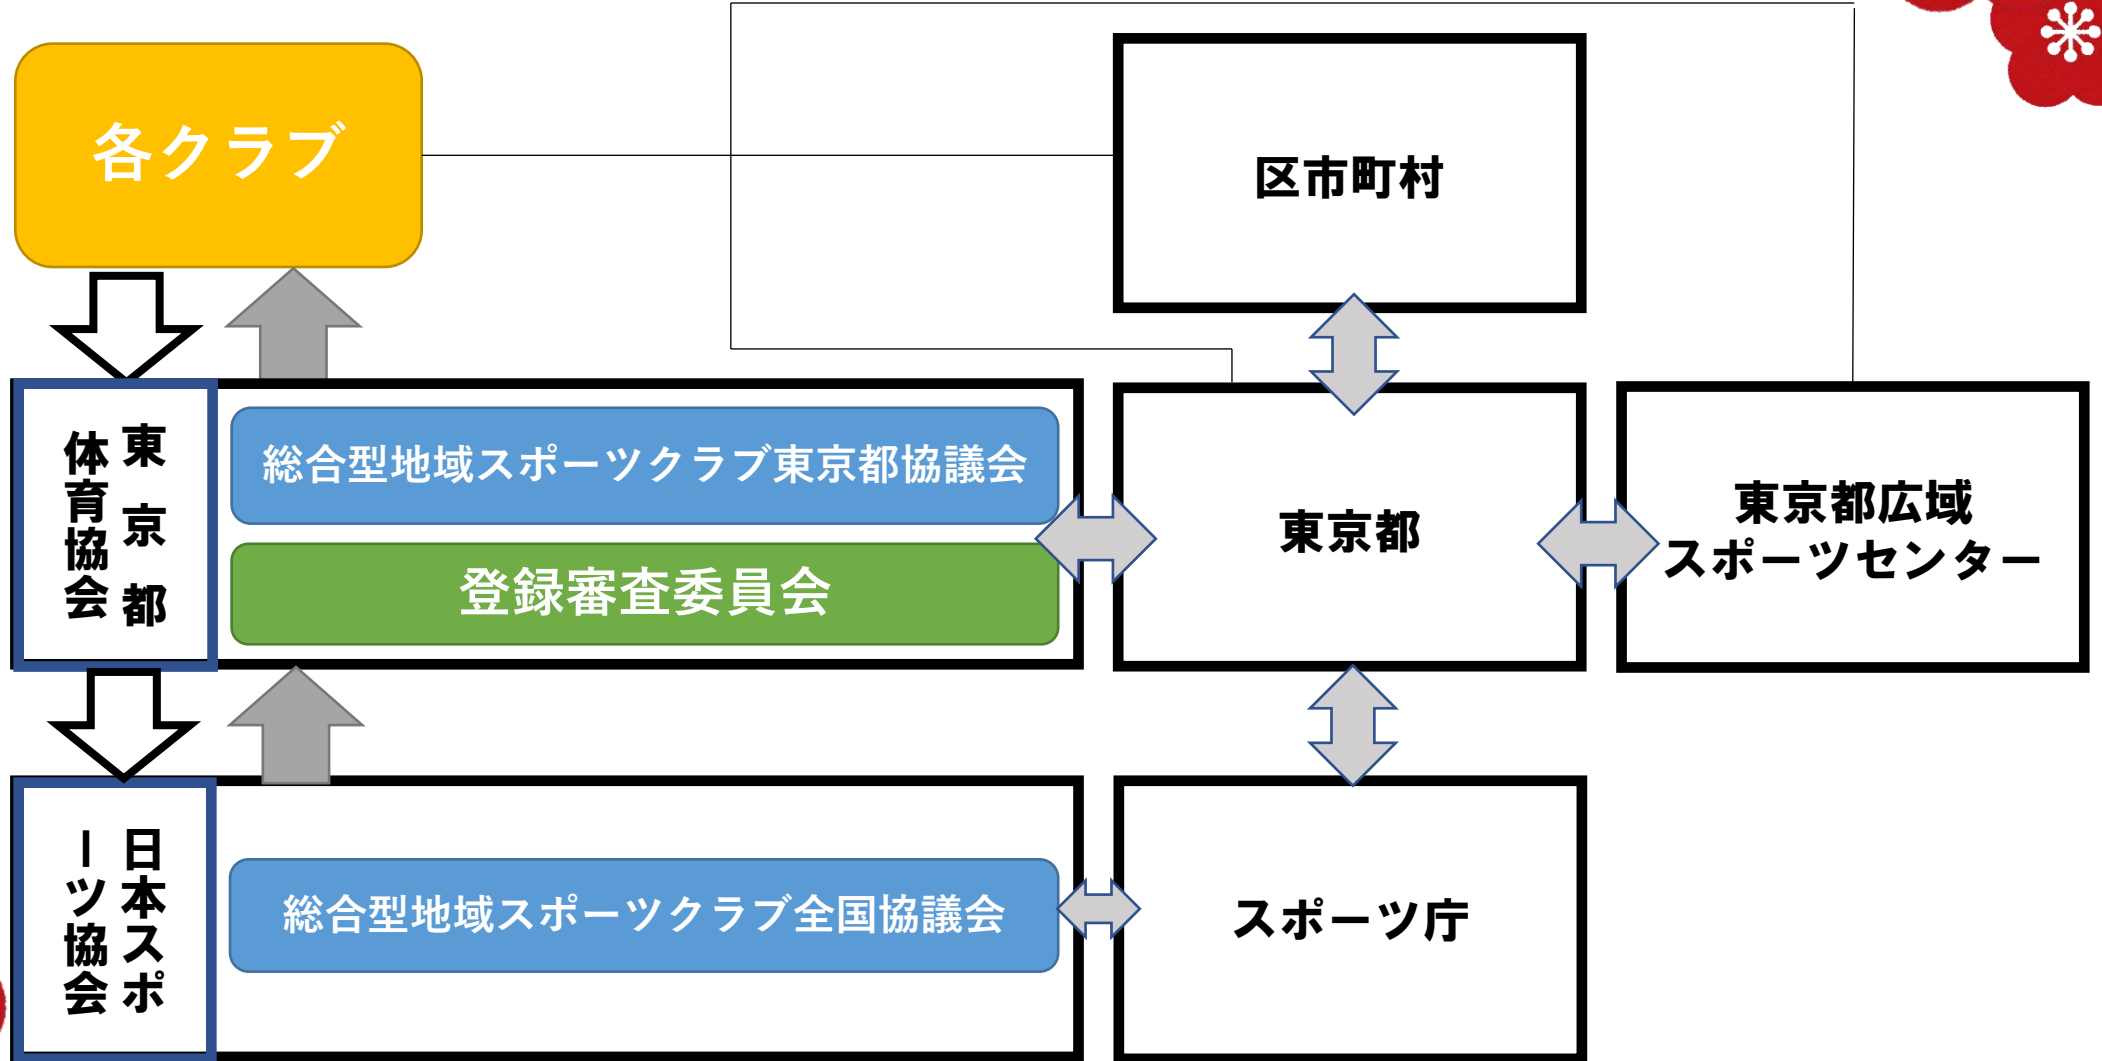 各クラブ
区市町村
東京都
体育協会
総合型地域スポーツクラブ東京都協議会
登録審査委員会
東京都
東京都広域
スポーツセンター
日本スポ
ーツ協会
総合型地域スポーツクラブ全国協議会
スポーツ庁